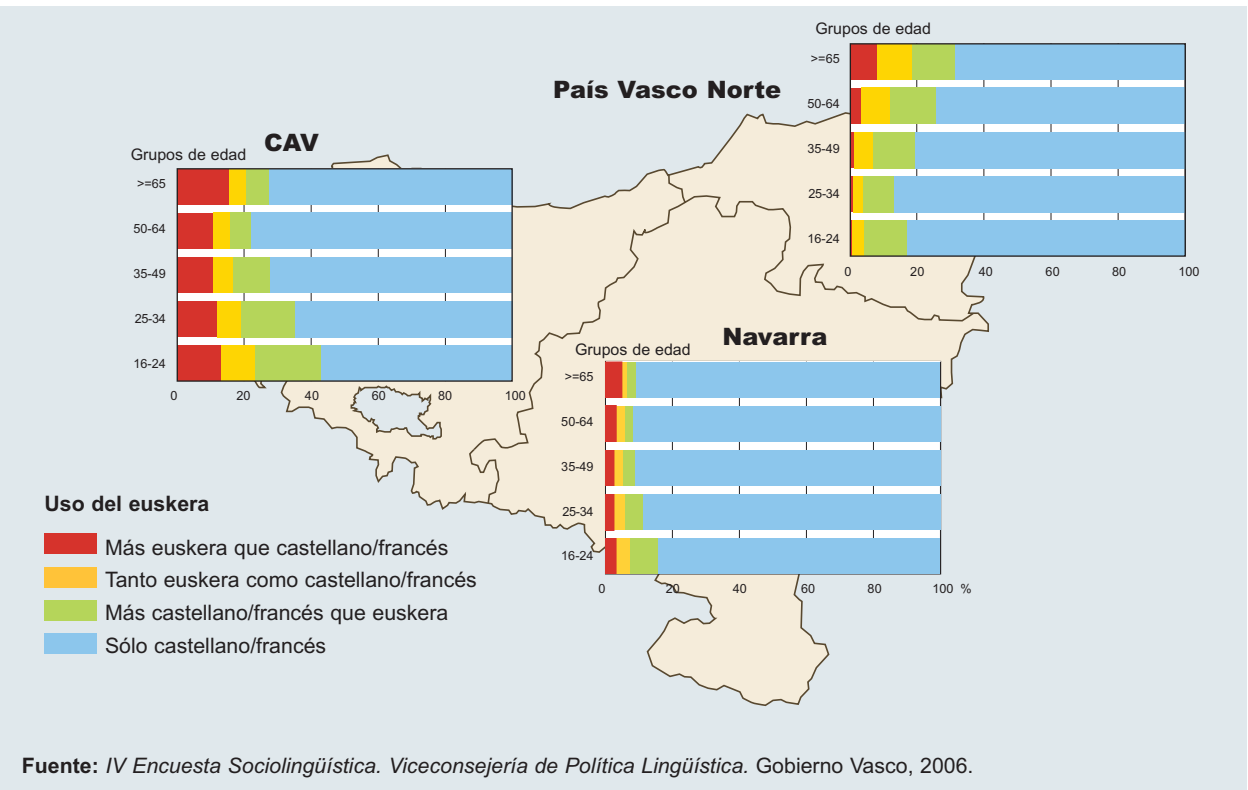 Grupos de edad
País Vasco Norte
>=65
50-64
35-49
25-34
16-24
0 20 40 60 80 100
CAV
Grupos de edad
>=65
50-64
35-49
25-34
16-24
0 20 40 60 80 100
Navarra
Grupos de edad
>=65
50-64
35-49
25-34
16-24
0 20 40 60 80 100 %
Uso del euskera
Más euskera que castellano/francés
Tanto euskera como castellano/francés
Más castellano/francés que euskera
Sólo castellano/francés
Fuente: IV Encuesta Sociolingüística. Viceconsejería de Política Lingüística. Gobierno Vasco, 2006.